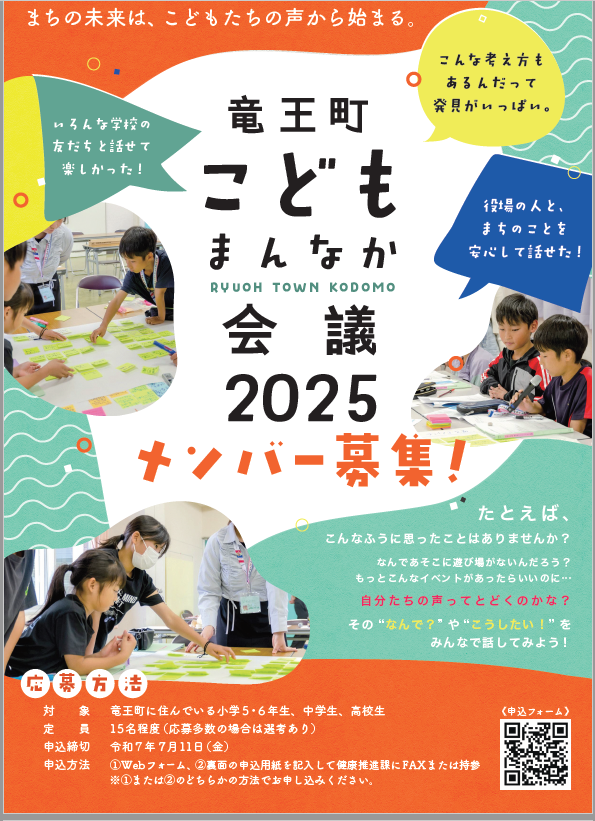 まちの未来は、こどもたちの声から始まる。
こんな考え方も
あるんだって
発見がいっぱい。
いろんな学校の
友だちと話せて
楽しかった！
役場の人と、
まちのことを
安心して話せた！
竜王町
こども
まんなか
RYUOH TOWN KODOMO
会議
2025
メンバー募集！
たとえば、
こんなふうに思ったことはありませんか？
なんであそこに遊び場がないんだろう？
もっとこんなイベントがあったらいいのに…
自分たちの声ってとどくのかな？
その“なんで？”や“こうしたい！”を
みんなで話してみよう！
応募方法
対　象　竜王町に住んでいる小学5・6年生、中学生、高校生
定　員　15名程度（応募多数の場合は選考あり）
申込締切　令和7年7月11日（金）
申込方法　①Webフォーム、②裏面の申込用紙を記入して健康推進課にFAXまたは持参
※①または②のどちらかの方法でお申し込みください。
《申込フォーム》